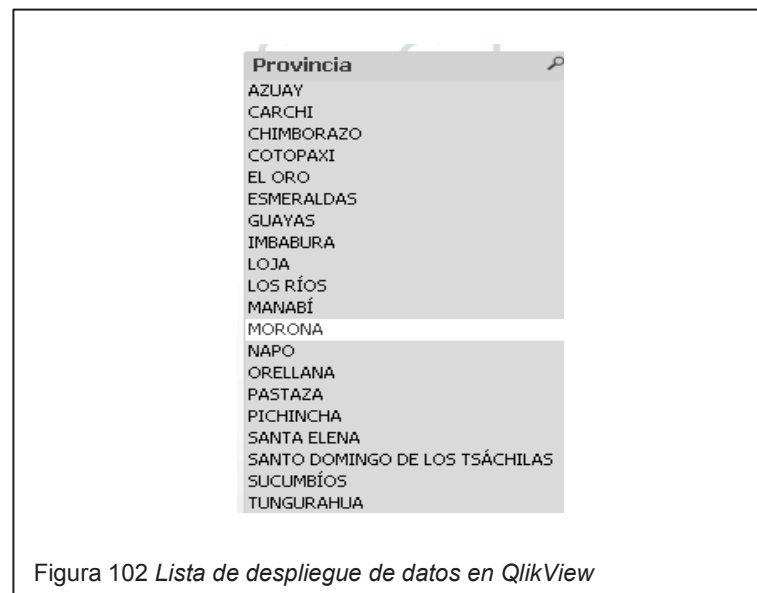 Provincia
AZUAY
CARCHI
CHIMBORAZO
COTOPAXI
EL ORO
ESMERALDAS
GUAYAS
IMBABURA
LOJA
LOS RÍOS
MANABÍ
MORONA
NAPO
ORELLANA
PASTAZA
PICHINCHA
SANTA ELENA
SANTO DOMINGO DE LOS TSÁCHILAS
SUCUMBÍOS
TUNGURAHUA
Figura 102 Lista de despliegue de datos en QlikView